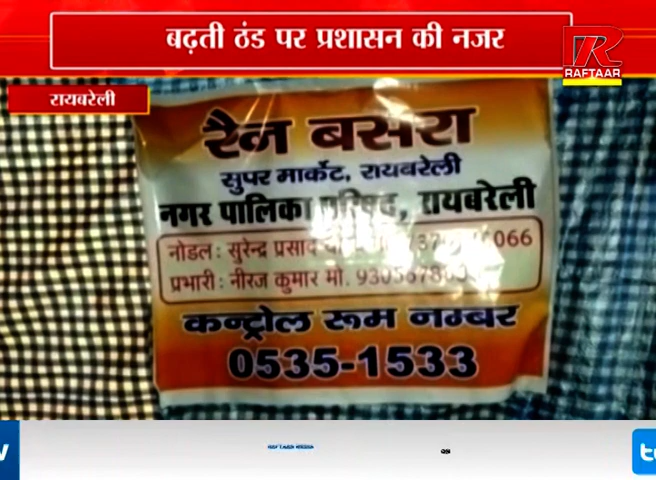 बढ़ती ठंड पर प्रशासन की नजर
RAFTAAR
रायबरेली
रैन बसेरा
सुपर मार्केट, रायबरेली
नगर पालिका परिषद, रायबरेली
नोडल : सुरेन्द्र प्रसाद
प्रभारी : नीरज कुमार मो.
कन्ट्रोल रूम नम्बर
0535-1533